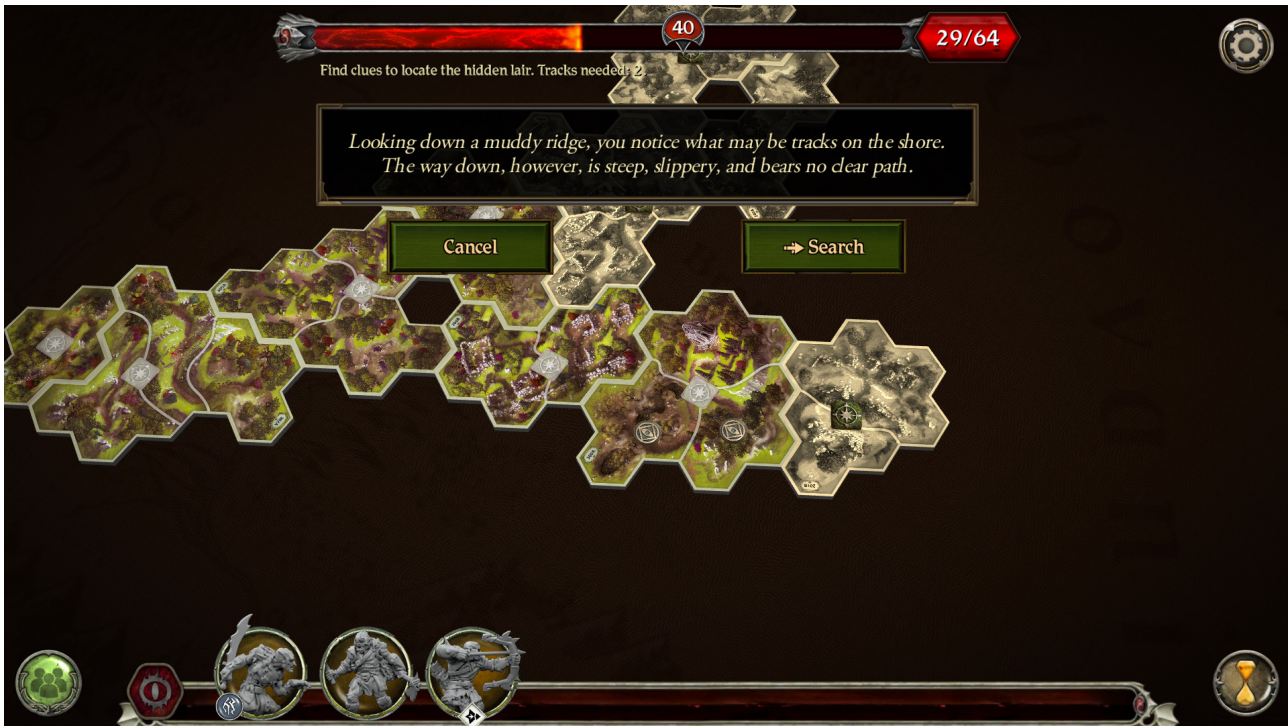 40
29/64
Find clues to locate the hidden lair. Tracks needed: 2
Looking down a muddy ridge, you notice what may be tracks on the shore.
The way down, however, is steep, slippery, and bears no clear path.
Cancel
Search